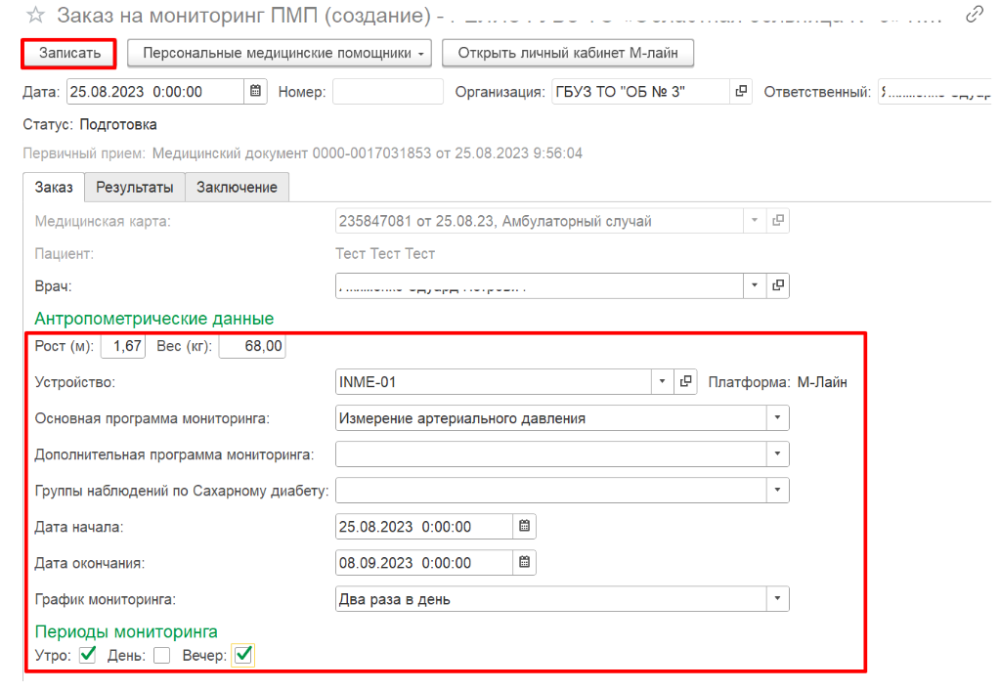 Заказ на мониторинг ПМП (создание) -
Записать Персональные медицинские помощники Открыть личный кабинет М-лайн
Дата: 25.08.2023 0:00:00 Номер: Организация: ГБУЗ ТО "ОБ № 3" Ответственный:
Статус: Подготовка
Первичный прием: Медицинский документ 0000-0017031853 от 25.08.2023 9:56:04
Заказ Результаты Заключение
Медицинская карта: 235847081 от 25.08.23, Амбулаторный случай
Пациент: Тест Тест Тест
Врач:
Антропометрические данные
Рост (м): 1,67 Вес (кг): 68,00
Устройство: INME-01 Платформа: М-Лайн
Основная программа мониторинга: Измерение артериального давления
Дополнительная программа мониторинга:
Группы наблюдений по Сахарному диабету:
Дата начала: 25.08.2023 0:00:00
Дата окончания: 08.09.2023 0:00:00
График мониторинга: Два раза в день
Периоды мониторинга
Утро: День: Вечер: